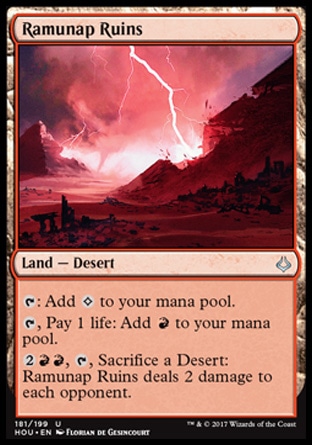 Ramunap Ruins
Land — Desert
: Add to your mana pool.
, Pay 1 life: Add to your mana
pool.
2 , , Sacrifice a Desert:
Ramunap Ruins deals 2 damage to
each opponent.
181/199 U
HOU • EN Florian de Gesincourt
™ & © 2017 Wizards of the Coast